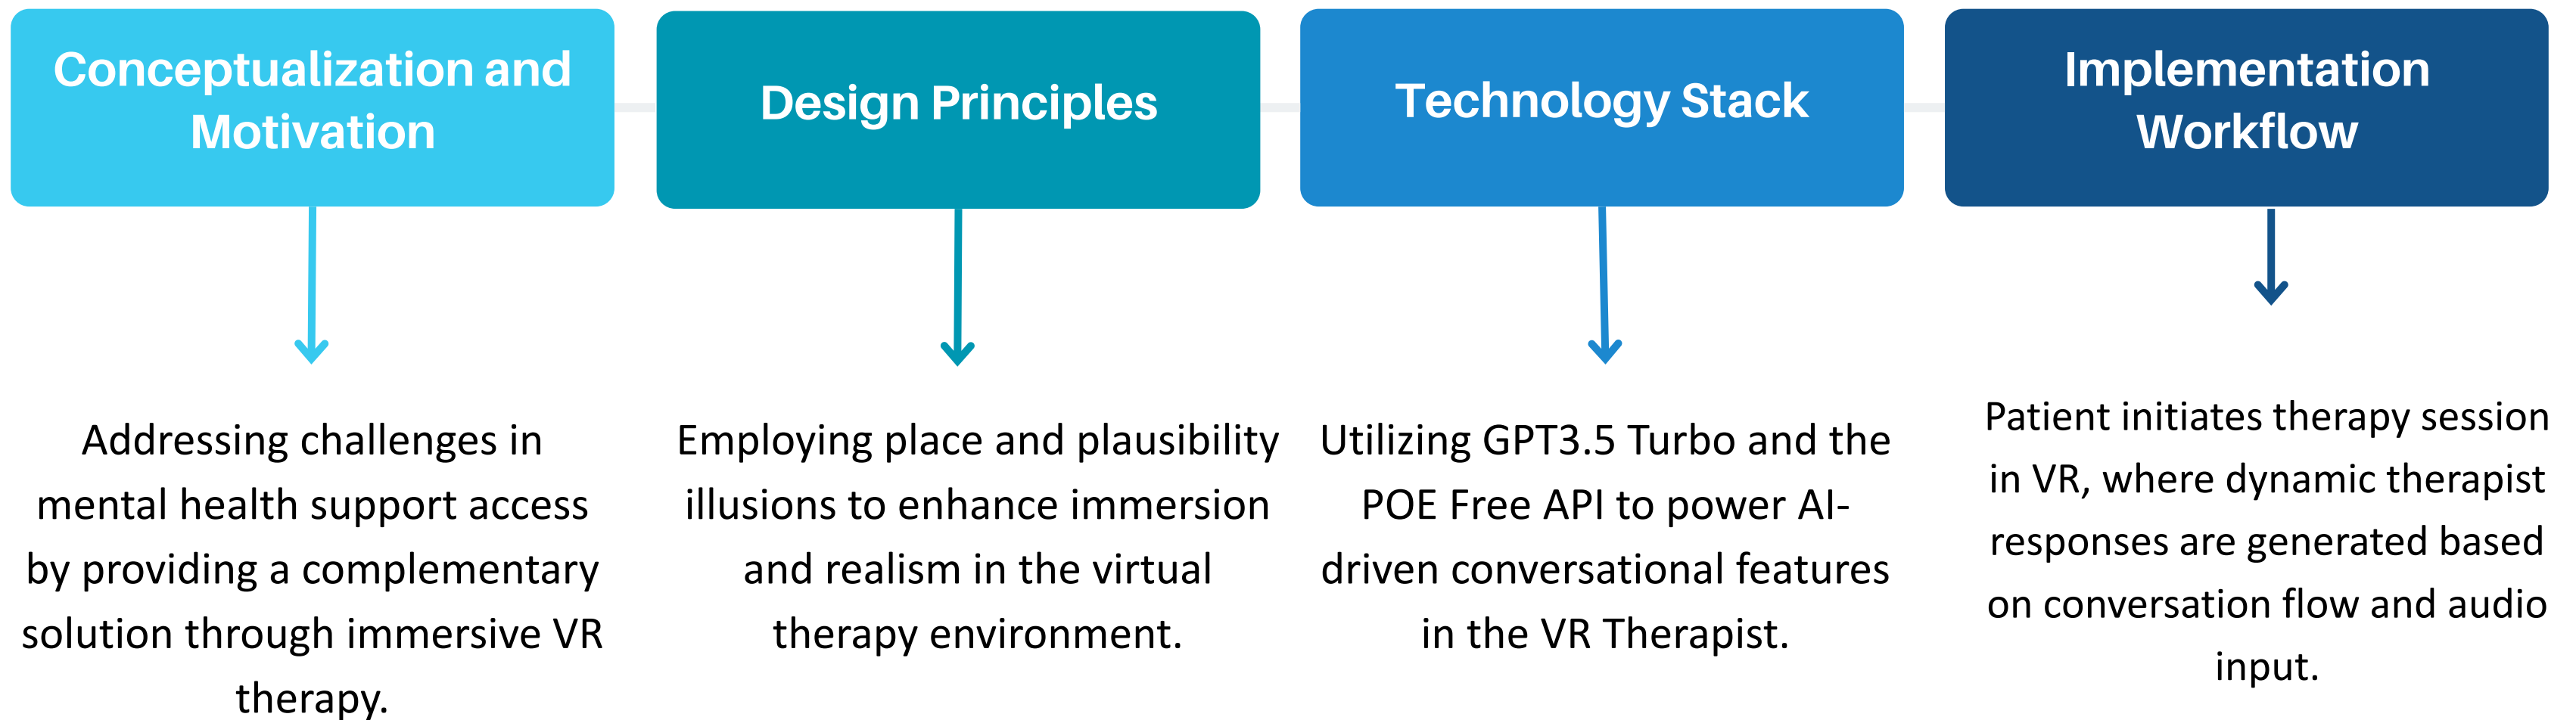 Conceptualization and
Motivation
Design Principles
Technology Stack
Implementation
Workflow
Addressing challenges in
mental health support access
by providing a complementary
solution through immersive VR
therapy.
Employing place and plausibility
illusions to enhance immersion
and realism in the virtual
therapy environment.
Utilizing GPT3.5 Turbo and the
POE Free API to power AI-
driven conversational features
in the VR Therapist.
Patient initiates therapy session
in VR, where dynamic therapist
responses are generated based
on conversation flow and audio
input.